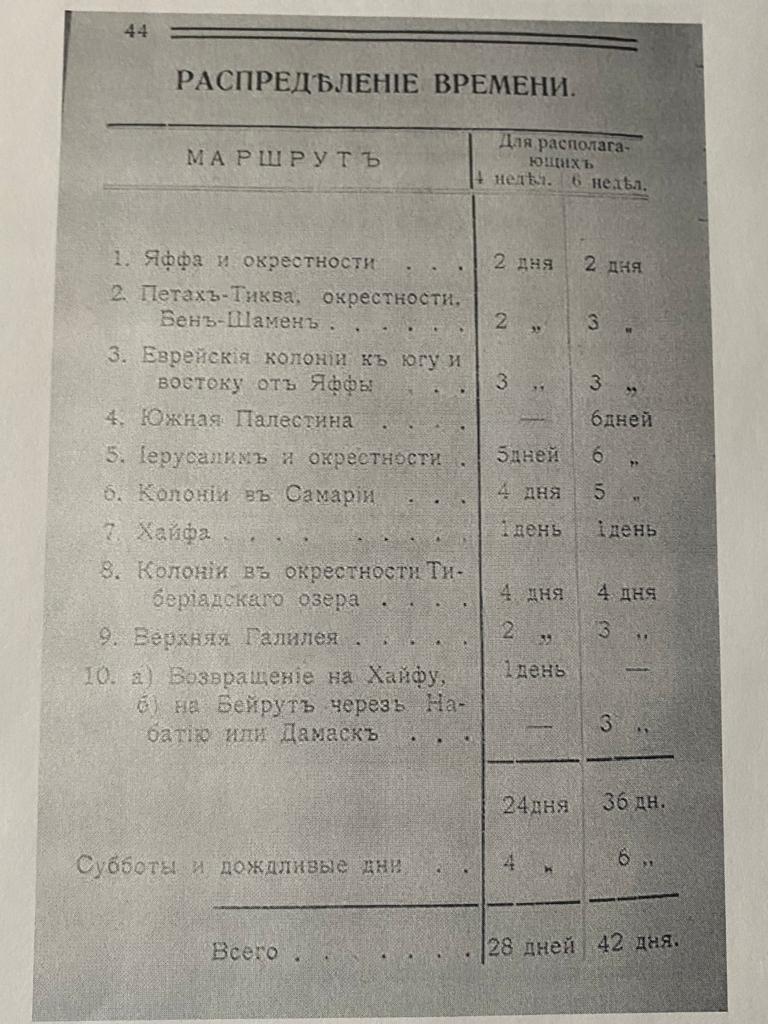 44
РАСПРЕДѢЛЕНІЕ ВРЕМЕНИ.
МАРШРУТЪ
Для располага-
ющихъ
4 недѣл. 6 недѣл.
1. Яффа и окрестности . . . 2 дня 2 дня
2. Петахъ-Тиква, окрестности,
Бенъ-Шаменъ . . . . . . 2 „ 3 „
3. Еврейскія колоніи къ югу и
востоку отъ Яффы . . . 3 „ 3 „
4. Южная Палестина . . . . — 6дней
5. Іерусалимъ и окрестности . 5дней 6 „
6. Колоніи въ Самаріи . . . 4 дня 5 „
7. Хайфа . . . . . . . . . 1день 1день
8. Колоніи въ окрестности Ти-
беріадскаго озера . . . . 4 дня 4 дня
9. Верхняя Галилея . . . . . 2 „ 3 „
10. а) Возвращеніе на Хайфу, 1день —
б) на Бейрутъ черезъ На-
батію или Дамаскъ . . . — 3 „
24дня 36 дн.
Субботы и дождливые дни . . 4 „ 6 „
Всего . . . . . . . 28 дней 42 дня.